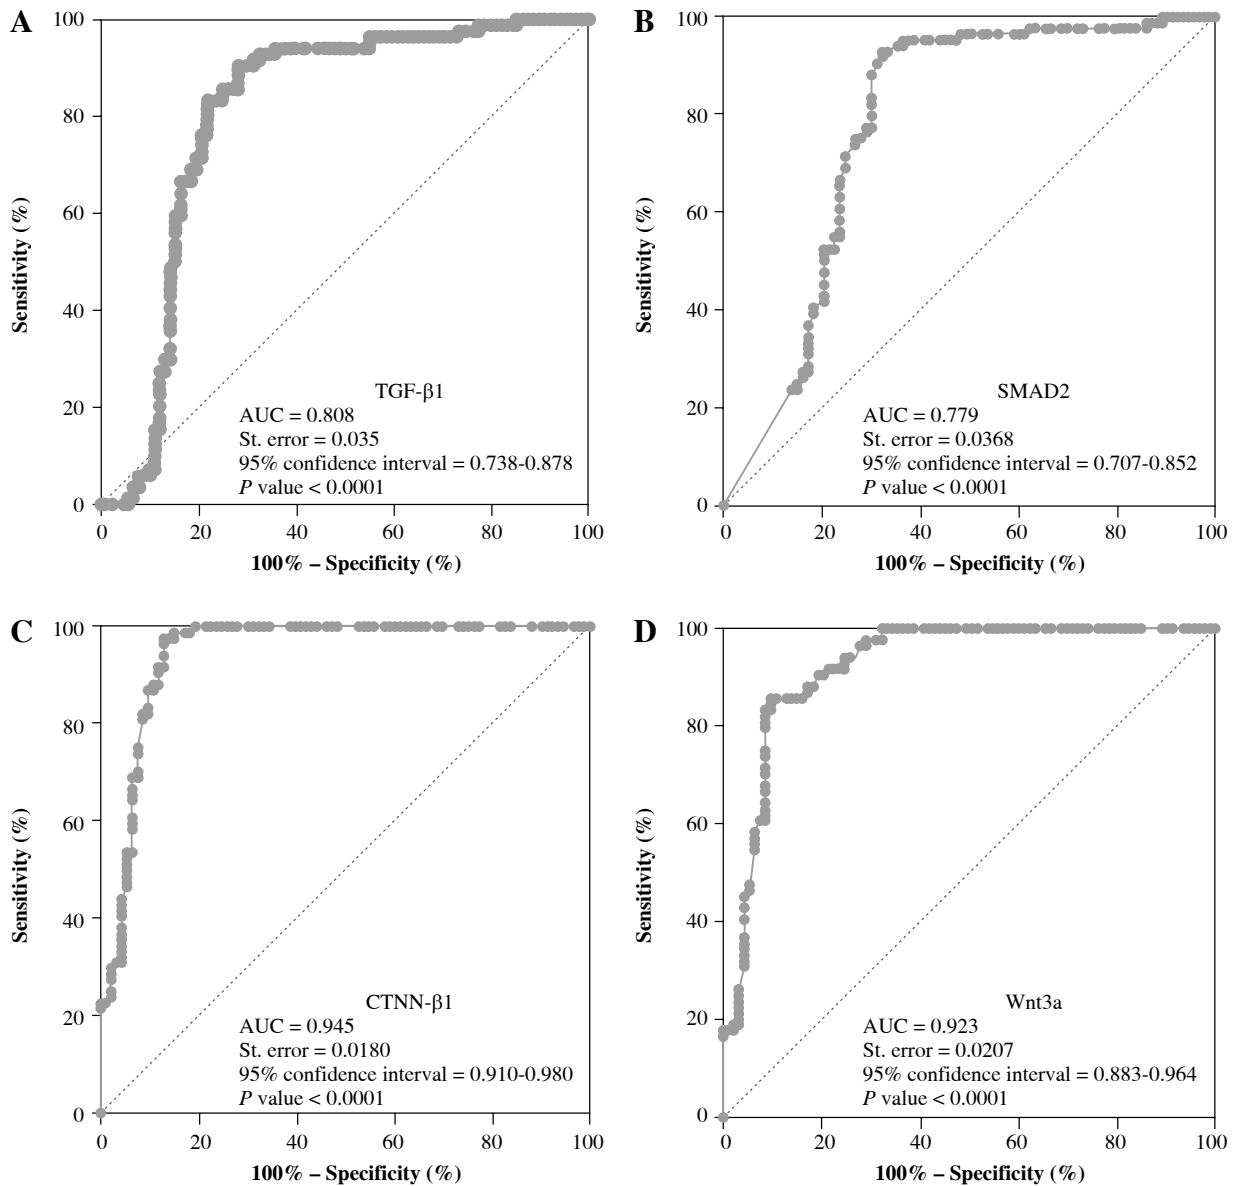 A
Sensitivity (%)
100
80
60
40
20
0
TGF-β1
AUC = 0.808
St. error = 0.035
95% confidence interval = 0.738-0.878
P value < 0.0001
0 20 40 60 80 100
100% – Specificity (%)
B
Sensitivity (%)
100
80
60
40
20
0
SMAD2
AUC = 0.779
St. error = 0.0368
95% confidence interval = 0.707-0.852
P value < 0.0001
0 20 40 60 80 100
100% – Specificity (%)
C
Sensitivity (%)
100
80
60
40
20
0
CTNN-β1
AUC = 0.945
St. error = 0.0180
95% confidence interval = 0.910-0.980
P value < 0.0001
0 20 40 60 80 100
100% – Specificity (%)
D
Sensitivity (%)
100
80
60
40
20
0
Wnt3a
AUC = 0.923
St. error = 0.0207
95% confidence interval = 0.883-0.964
P value < 0.0001
0 20 40 60 80 100
100% – Specificity (%)